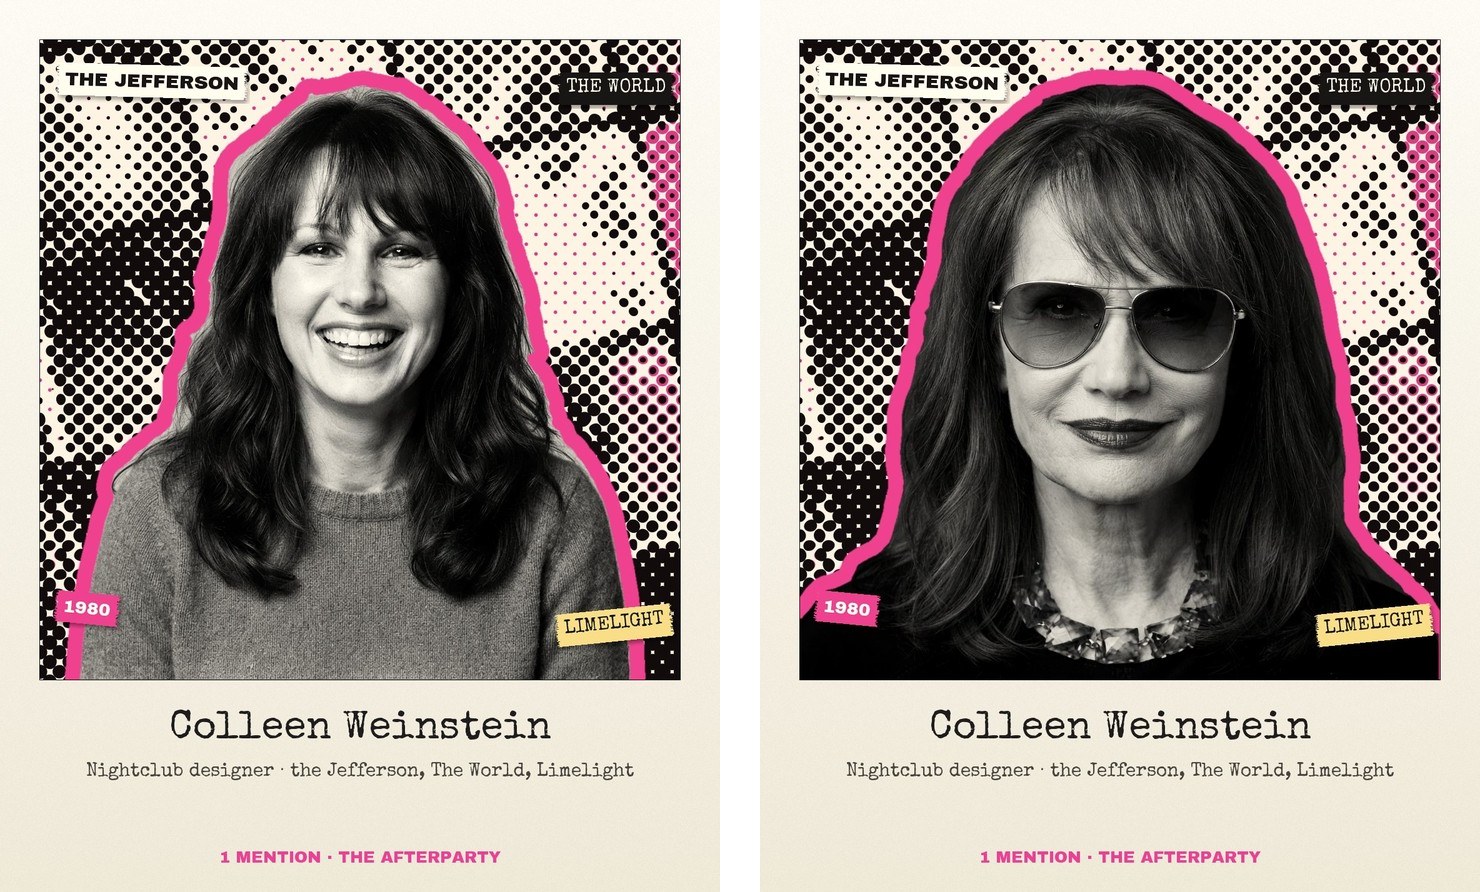 THE JEFFERSON
THE WORLD
1980
LIMELIGHT
Colleen Weinstein
Nightclub designer · the Jefferson, The World, Limelight
1 MENTION · THE AFTERPARTY
THE JEFFERSON
THE WORLD
1980
LIMELIGHT
Colleen Weinstein
Nightclub designer · the Jefferson, The World, Limelight
1 MENTION · THE AFTERPARTY